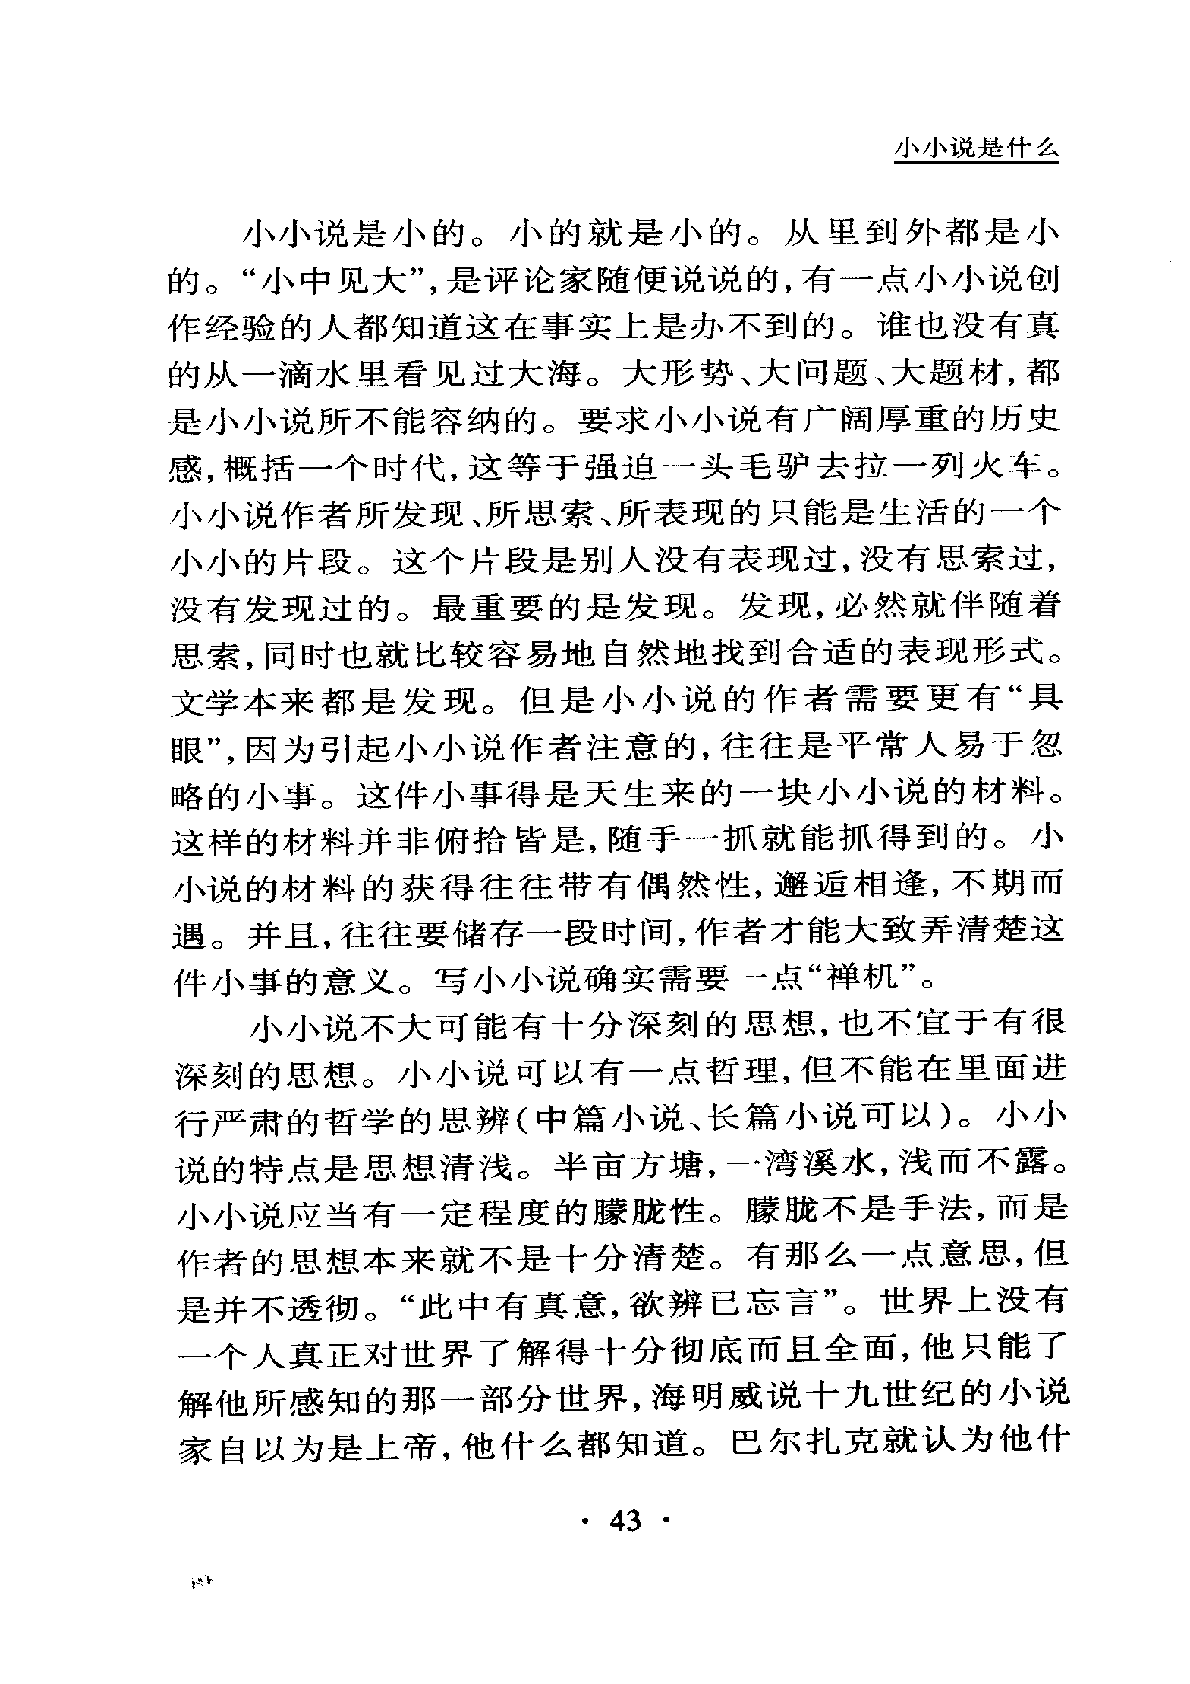 小小说是什么
小小说是小的。小的就是小的。从里到外都是小
的。“小中见大”,是评论家随便说说的,有一点小小说创
作经验的人都知道这在事实上是办不到的。谁也没有真
的从一滴水里看见过大海。大形势、大问题、大题材,都
是小小说所不能容纳的。要求小小说有广阔厚重的历史
感,概括一个时代,这等于强迫一头毛驴去拉一列火车。
小小说作者所发现、所思索、所表现的只能是生活的一个
小小的片段。这个片段是别人没有表现过,没有思索过,
没有发现过的。最重要的是发现。发现,必然就伴随着
思索,同时也就比较容易地自然地找到合适的表现形式。
文学本来都是发现。但是小小说的作者需要更有“具
眼”,因为引起小小说作者注意的,往往是平常人易于忽
略的小事。这件小事得是天生来的一块小小说的材料。
这样的材料并非俯拾皆是,随手一抓就能抓得到的。小
小说的材料的获得往往带有偶然性,邂逅相逢,不期而
遇。并且,往往要储存一段时间,作者才能大致弄清楚这
件小事的意义。写小小说确实需要一点“禅机”。
小小说不大可能有十分深刻的思想,也不宜于有很
深刻的思想。小小说可以有一点哲理,但不能在里面进
行严肃的哲学的思辨(中篇小说、长篇小说可以)。小小
说的特点是思想清浅。半亩方塘,一湾溪水,浅而不露。
小小说应当有一定程度的朦胧性。朦胧不是手法,而是
作者的思想本来就不是十分清楚。有那么一点意思,但
是并不透彻。“此中有真意,欲辨已忘言”。世界上没有
一个人真正对世界了解得十分彻底而且全面,他只能了
解他所感知的那一部分世界,海明威说十九世纪的小说
家自以为是上帝,他什么都知道。巴尔扎克就认为他什
· 43 ·